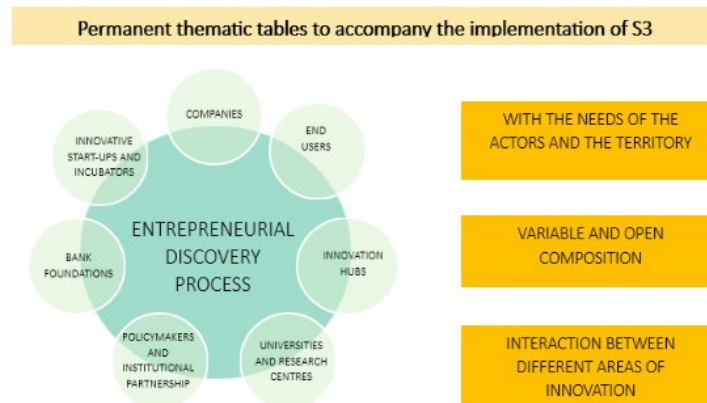 Permanent thematic tables to accompany the implementation of S3
COMPANIES
END
USERS
INNOVATION
HUBS
UNIVERSITIES
AND RESEARCH
CENTRES
POLICYMAKERS
AND
INSTITUTIONAL
PARTNERSHIP
BANK
FOUNDATIONS
INNOVATIVE
START-UPS AND
INCUBATORS
ENTREPRENEURIAL
DISCOVERY
PROCESS
WITH THE NEEDS OF THE
ACTORS AND THE TERRITORY
VARIABLE AND OPEN
COMPOSITION
INTERACTION BETWEEN
DIFFERENT AREAS OF
INNOVATION